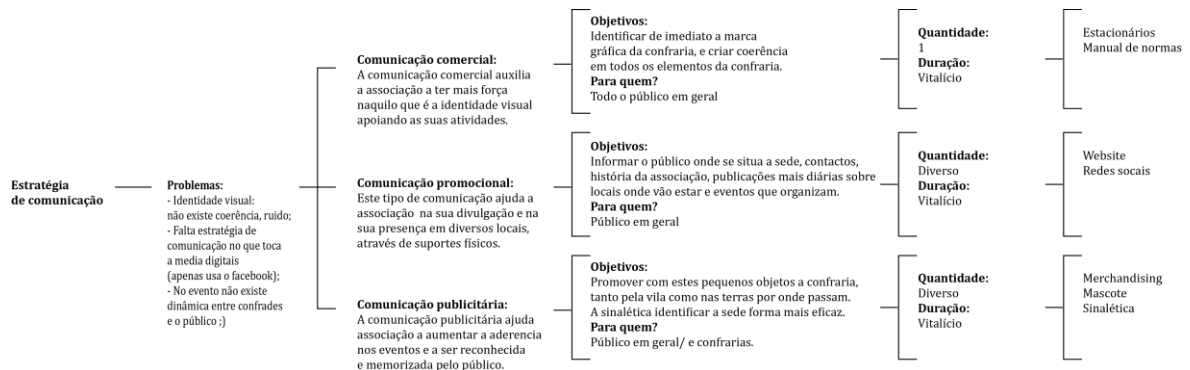 Estratégia
de comunicação
Problemas:
- Identidade visual:
não existe coerência, ruido;
- Falta estratégia de
comunicação no que toca
a media digitais
(apenas usa o facebook);
- No evento não existe
dinâmica entre confrades
e o público ;)
Comunicação comercial:
A comunicação comercial auxilia
a associação a ter mais força
naquilo que é a identidade visual
apoiando as suas atividades.
Objetivos:
Identificar de imediato a marca
gráfica da confraria, e criar coerência
em todos os elementos da confraria.
Para quem?
Todo o público em geral
Quantidade:
1
Duração:
Vitalício
Estacionários
Manual de normas
Comunicação promocional:
Este tipo de comunicação ajuda a
associação na sua divulgação e na
sua presença em diversos locais,
através de suportes físicos.
Objetivos:
Informar o público onde se situa a sede, contactos,
história da associação, publicações mais diárias sobre
locais onde vão estar e eventos que organizam.
Para quem?
Público em geral
Quantidade:
Diverso
Duração:
Vitalício
Website
Redes socais
Comunicação publicitária:
A comunicação publicitária ajuda
associação a aumentar a aderencia
nos eventos e a ser reconhecida
e memorizada pelo público.
Objetivos:
Promover com estes pequenos objetos a confraria,
tanto pela vila como nas terras por onde passam.
A sinalética identificar a sede forma mais eficaz.
Para quem?
Público em geral/ e confrarias.
Quantidade:
Diverso
Duração:
Vitalício
Merchandising
Mascote
Sinalética